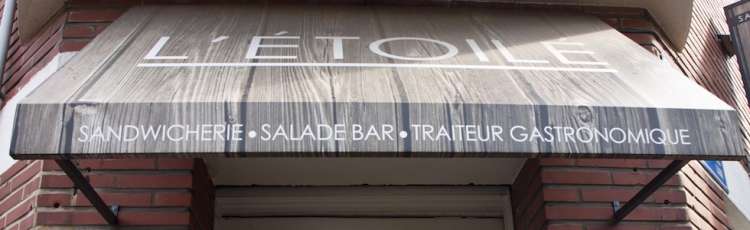 L'ÉTOILE
SANDWICHERIE • SALADE BAR • TRAITEUR GASTRONOMIQUE